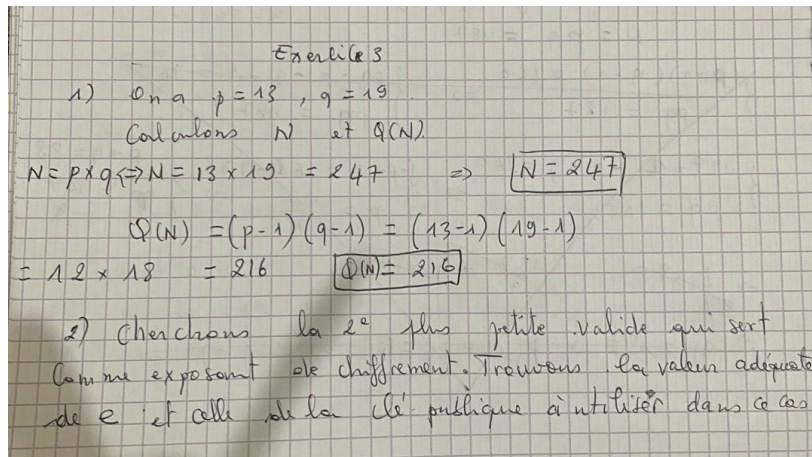 Exercice 3
1) On a p = 13 , q = 19
Calculons N et φ(N).
N = p × q ⇔ N = 13 × 19 = 247 ⇒ N = 247
φ(N) = (p - 1) (q - 1) = (13 - 1) (19 - 1)
= 12 × 18 = 216 φ(N) = 216
2) Cherchons la 2e plus petite valide qui sert
Comme exposant de chiffrement. Trouvons la valeur adéquate
de e et celle de la clé publique à utiliser dans ce cas